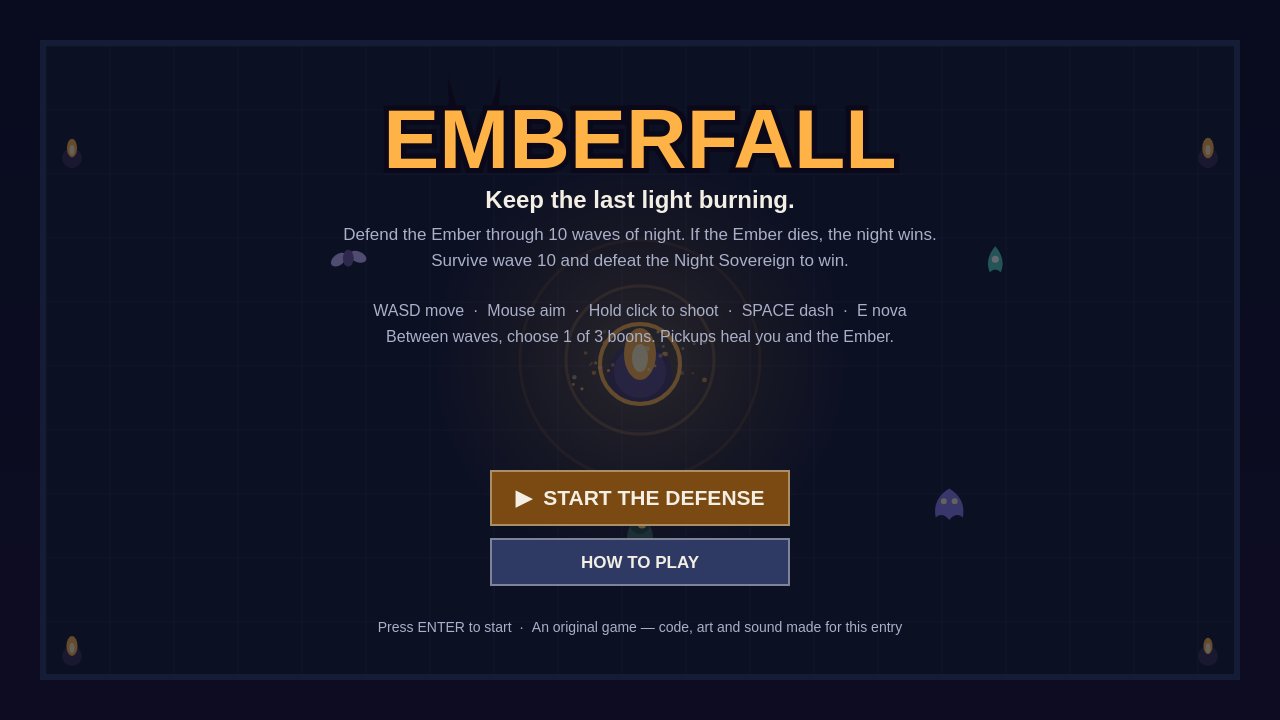 EMBERFALL
Keep the last light burning.
Defend the Ember through 10 waves of night. If the Ember dies, the night wins.
Survive wave 10 and defeat the Night Sovereign to win.
WASD move · Mouse aim · Hold click to shoot · SPACE dash · E nova
Between waves, choose 1 of 3 boons. Pickups heal you and the Ember.
▶ START THE DEFENSE
HOW TO PLAY
Press ENTER to start · An original game — code, art and sound made for this entry